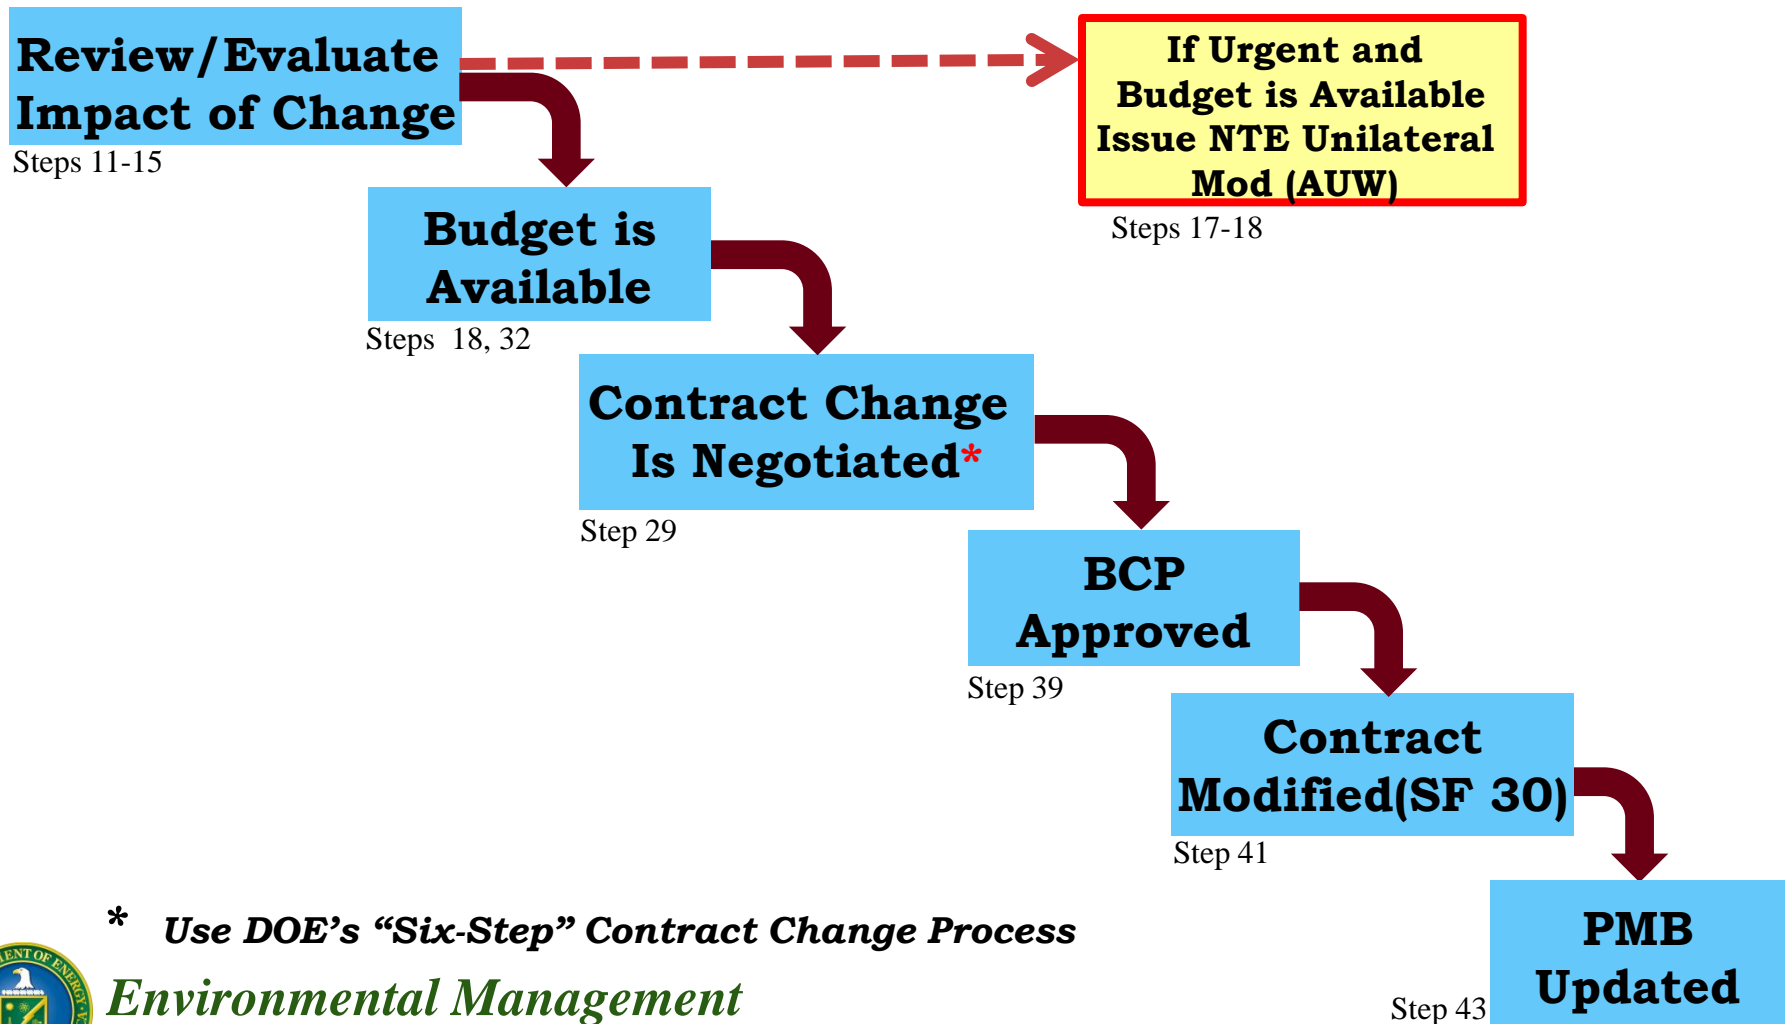 Review/Evaluate
Impact of Change
Steps 11-15
If Urgent and
Budget is Available
Issue NTE Unilateral
Mod (AUW)
Steps 17-18
Budget is
Available
Steps 18, 32
Contract Change
Is Negotiated*
Step 29
BCP
Approved
Step 39
Contract
Modified(SF 30)
Step 41
PMB
Updated
Step 43
* Use DOE's “Six-Step” Contract Change Process
Environmental Management